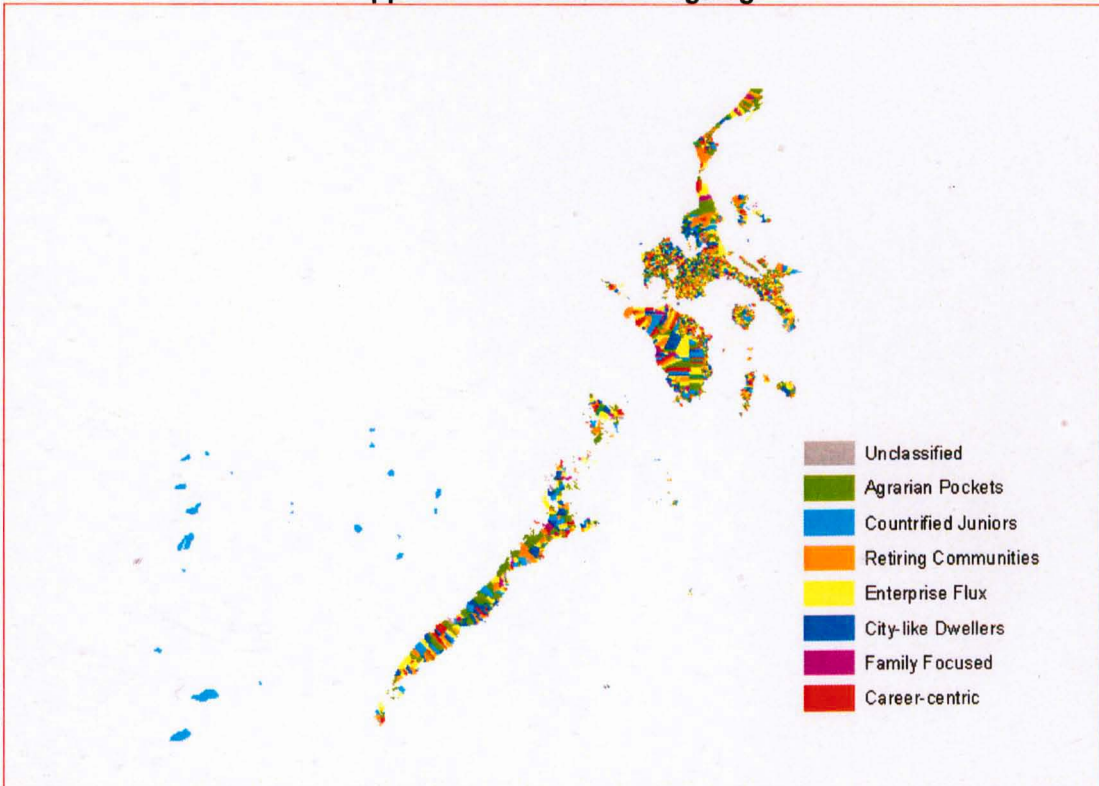 Unclassified
Agrarian Pockets
Countrified Juniors
Retiring Communities
Enterprise Flux
City-like Dwellers
Family Focused
Career-centric